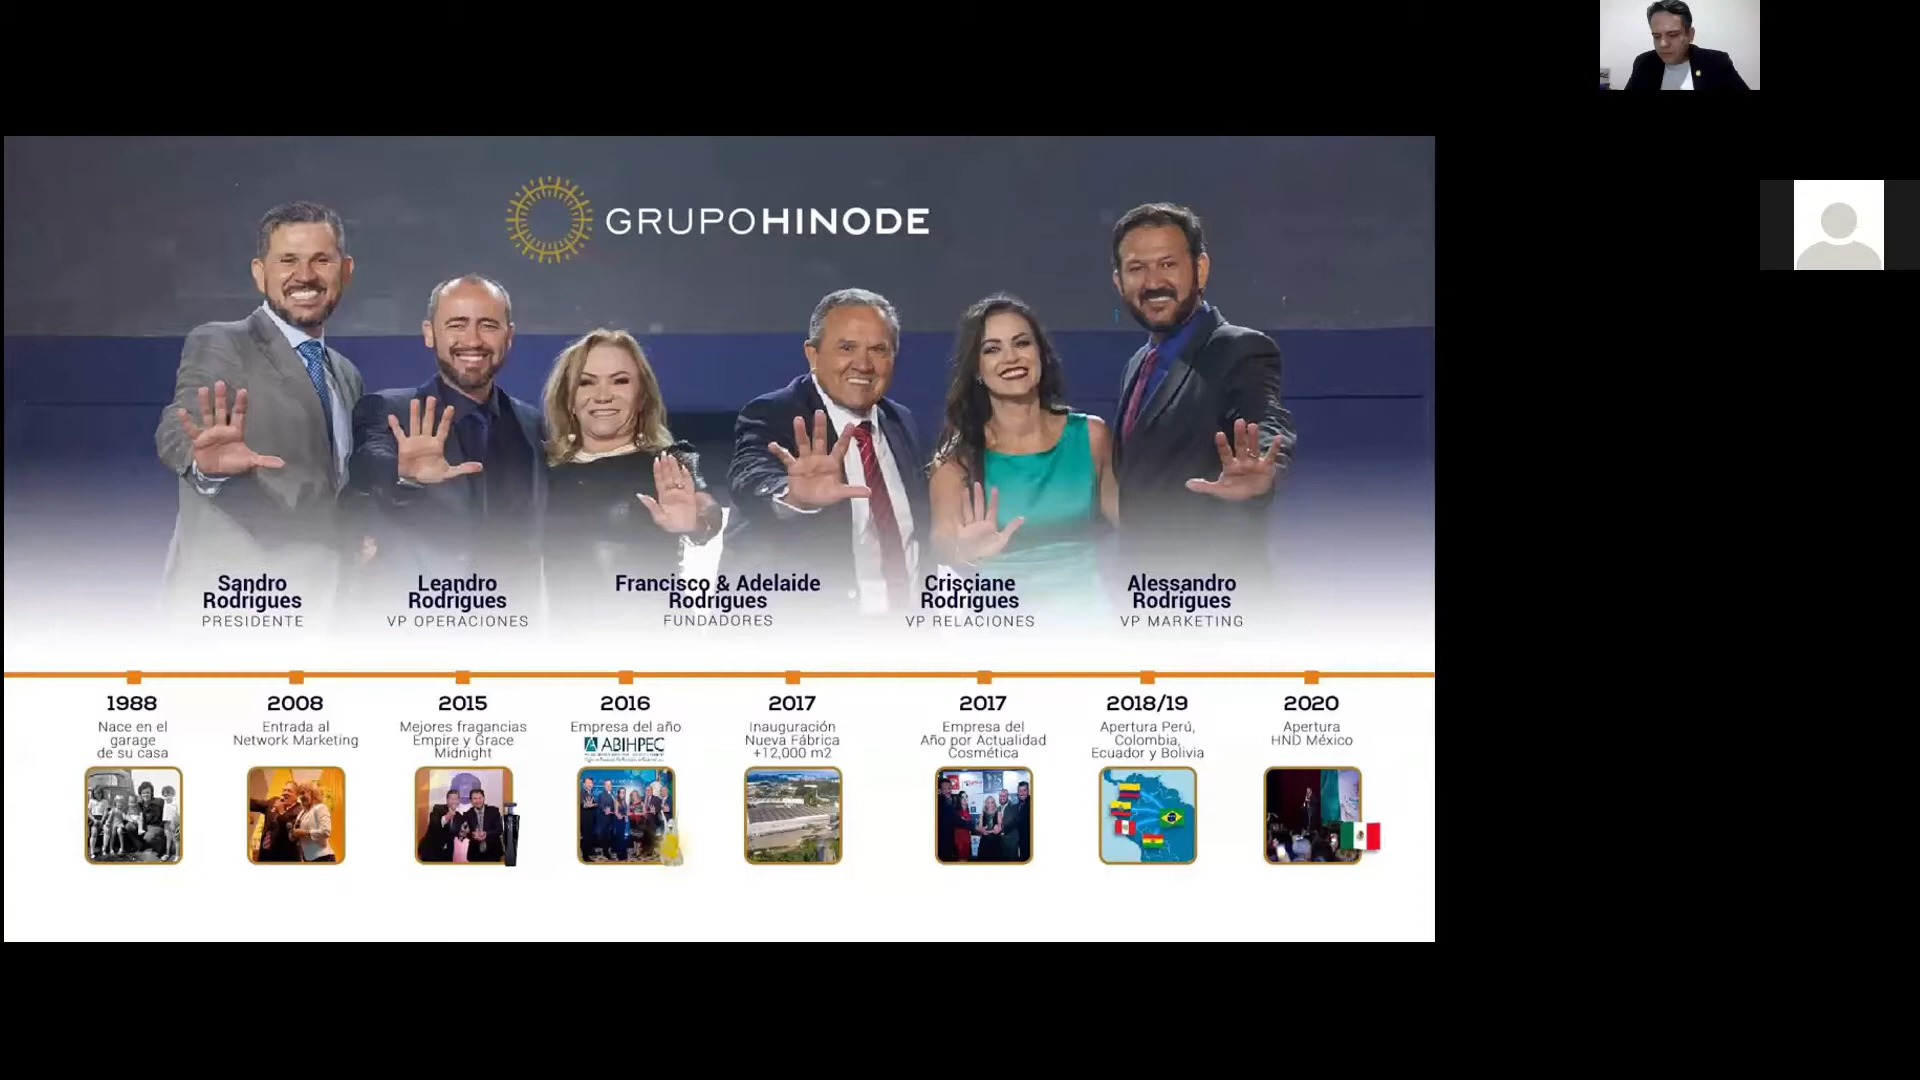 GRUPOHINODE
Sandro
Rodrigues
PRESIDENTE
Leandro
Rodrigues
VP OPERACIONES
Francisco & Adelaide
Rodrigues
FUNDADORES
Crisciane
Rodrigues
VP RELACIONES
Alessandro
Rodrigues
VP MARKETING
1988
Nace en el
garage
de su casa
2008
Entrada al
Network Marketing
2015
Mejores fragancias
Empire y Grace
Midnight
2016
Empresa del año
ABIHPEC
2017
Inauguración
Nueva Fábrica
+12,000 m2
2017
Empresa del
Año por Actualidad
Cosmética
2018/19
Apertura Perú,
Colombia,
Ecuador y Bolivia
2020
Apertura
HND México